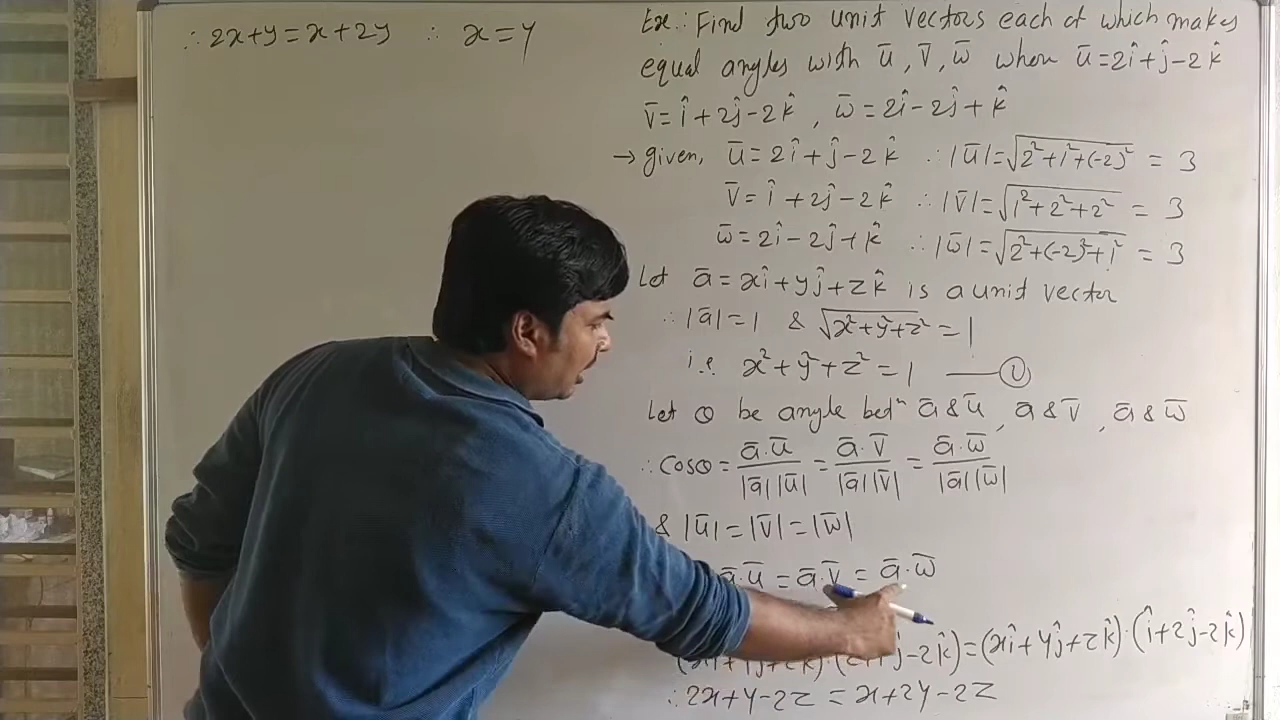 ∴ 2x+y=x+2y ∴ x=y
Ex.: Find two unit vectors each of which makes
equal angles with u̅, v̅, w̅ when u̅=2î+ĵ-2k̂
v̅=î+2ĵ-2k̂, w̅=2î-2ĵ+k̂
→ given, u̅=2î+ĵ-2k̂ ∴ |u̅|=√(2²+1²+(-2)²) = 3
v̅=î+2ĵ-2k̂ ∴ |v̅|=√(1²+2²+2²) = 3
w̅=2î-2ĵ+k̂ ∴ |w̅|=√(2²+(-2)²+1²) = 3
Let a̅=xî+yĵ+zk̂ is a unit vector
∴ |a̅|=1 & √(x²+y²+z²)=1
i.e x²+y²+z²=1 —— ①
Let θ be angle betⁿ a̅&u̅, a̅&v̅, a̅&w̅
∴ cosθ = a̅·u̅/|a̅||u̅| = a̅·v̅/|a̅||v̅| = a̅·w̅/|a̅||w̅|
& |u̅|=|v̅|=|w̅|
a̅·u̅ = a̅·v̅ = a̅·w̅
ĵ-2k̂)=(xî+yĵ+zk̂)·(î+2ĵ-2k̂)
∴ 2x+y-2z = x+2y-2z